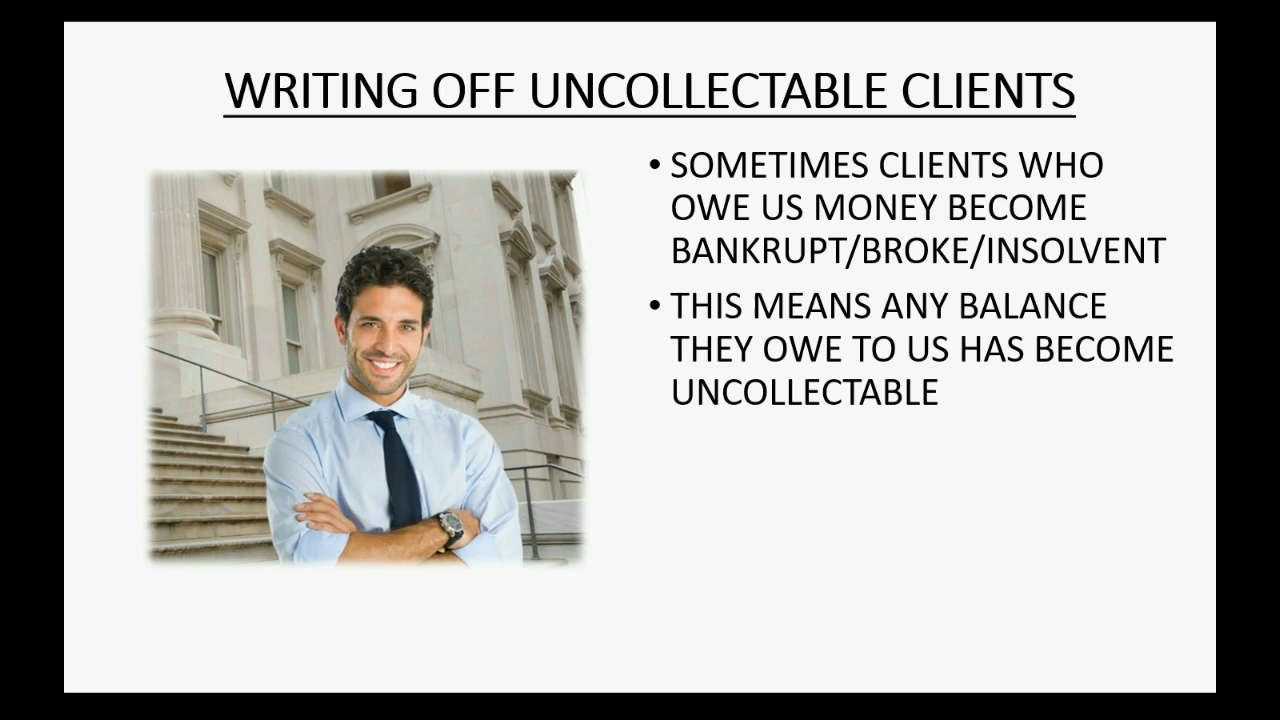 WRITING OFF UNCOLLECTABLE CLIENTS
• SOMETIMES CLIENTS WHO
OWE US MONEY BECOME
BANKRUPT/BROKE/INSOLVENT
• THIS MEANS ANY BALANCE
THEY OWE TO US HAS BECOME
UNCOLLECTABLE